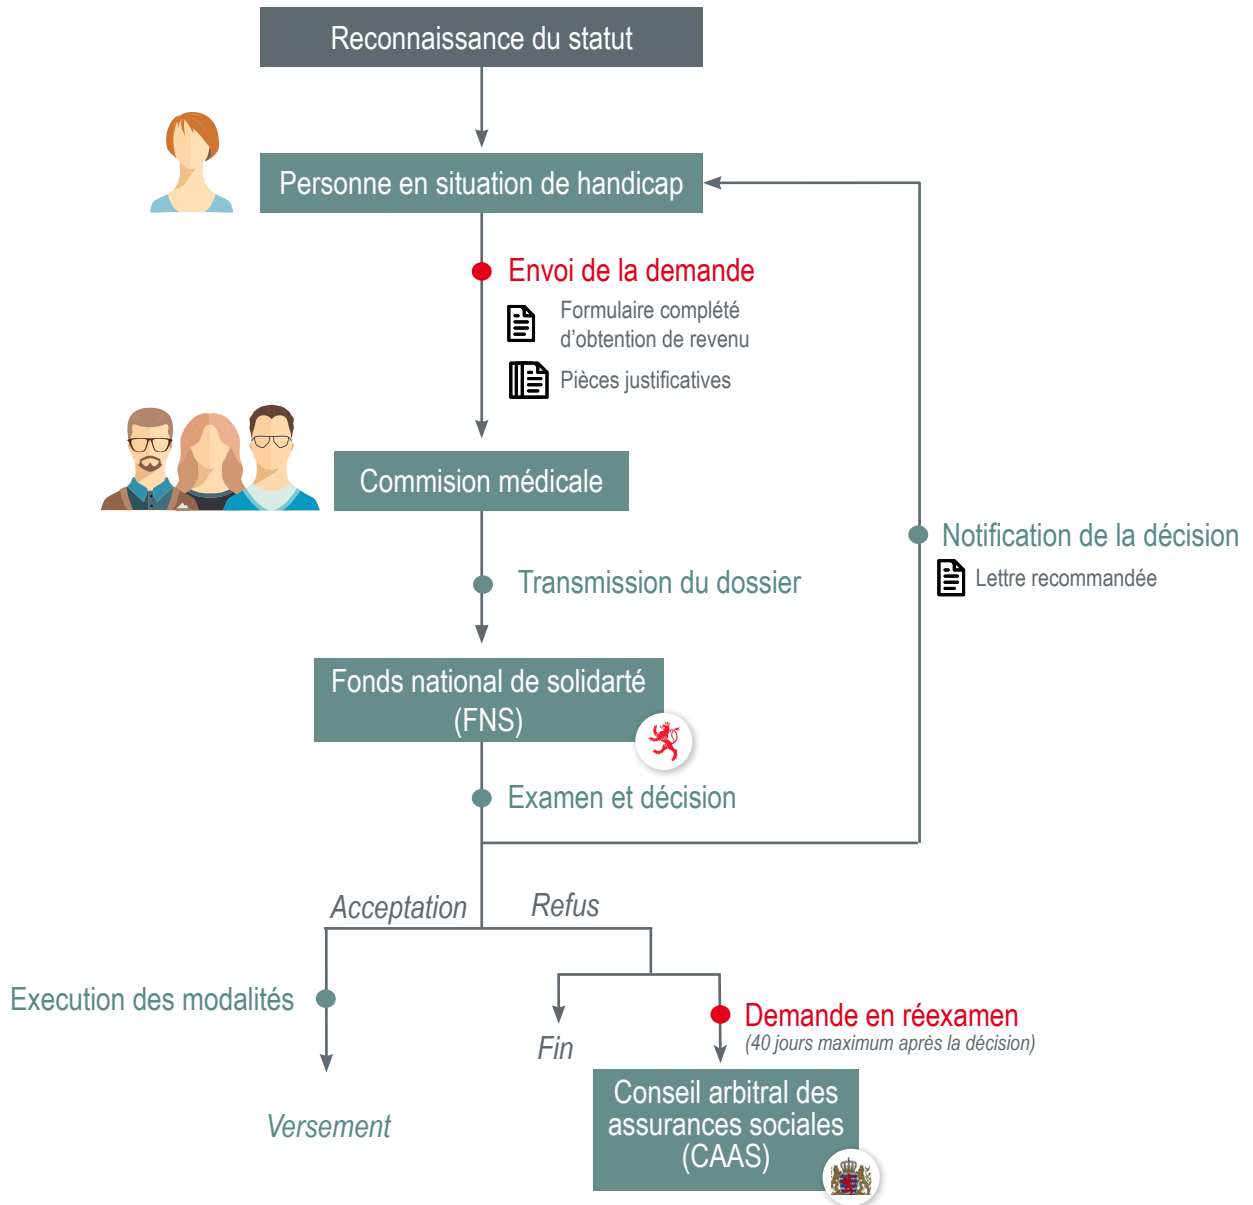 Reconnaissance du statut
Personne en situation de handicap
Envoi de la demande
Formulaire complété
d'obtention de revenu
Pièces justificatives
Commision médicale
Notification de la décision
Lettre recommandée
Transmission du dossier
Fonds national de solidarté
(FNS)
Examen et décision
Acceptation
Refus
Execution des modalités
Demande en réexamen
(40 jours maximum après la décision)
Fin
Versement
Conseil arbitral des
assurances sociales
(CAAS)